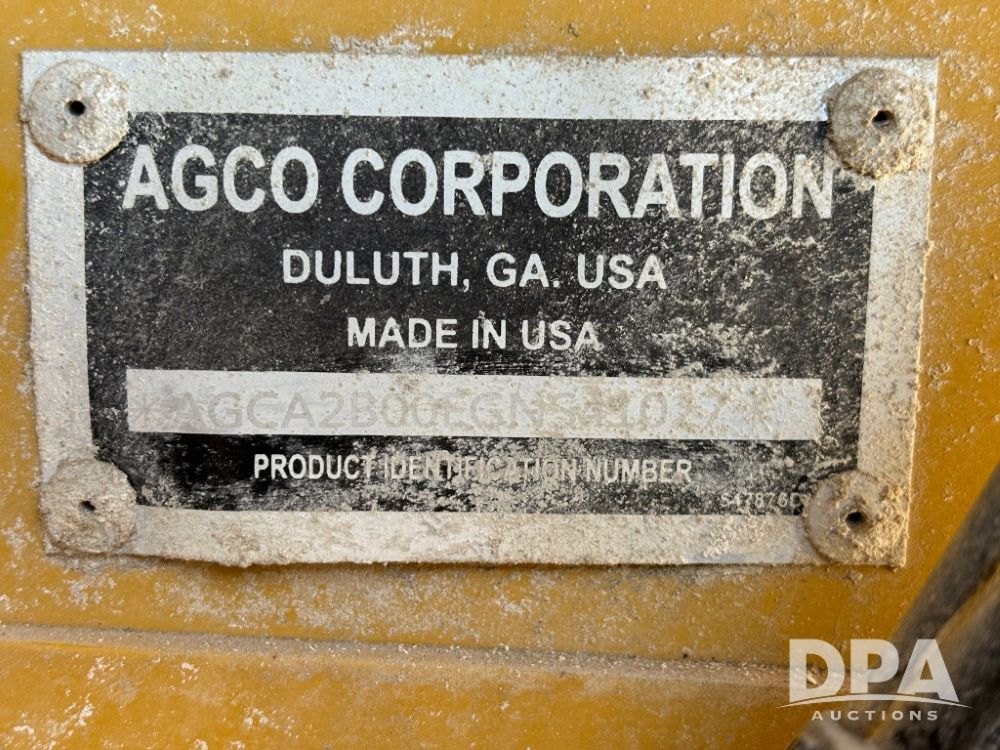 AGCO CORPORATION
DULUTH, GA. USA
MADE IN USA
PRODUCT IDENTIFICATION NUMBER
DPA
AUCTIONS